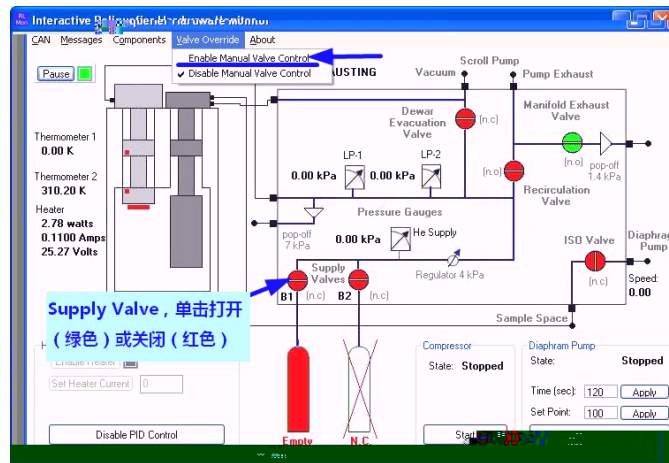 CAN Messages Components Valve Override About
Enable Manual Valve Control
✓ Disable Manual Valve Control
Pause
Scroll Pump
Vacuum
Pump Exhaust
Manifold Exhaust
Valve
Dewar
Evacuation
Valve
(n.c)
(n.o)
pop-off
1.4 kPa
Thermometer 1
0.00 K
LP-1
LP-2
0.00 kPa
0.00 kPa
(n.o)
Recirculation
Valve
Thermometer 2
310.20 K
Heater
2.78 watts
0.1100 Amps
25.27 Volts
Pressure Gauges
pop-off
7 kPa
0.00 kPa
He Supply
ISO Valve
Regulator 4 kPa
Supply
Valves
(n.c)
Speed:
0.00
B1 (n.c)
B2 (n.c)
Supply Valve，单击打开
（绿色）或关闭（红色）
Sample Space
Compressor
State: Stopped
Diaphram Pump
State: Stopped
Enable Heater
Set Heater Current 0
Time (sec): 120 Apply
Set Point: 100 Apply
Disable PID Control
Empty
N.C.